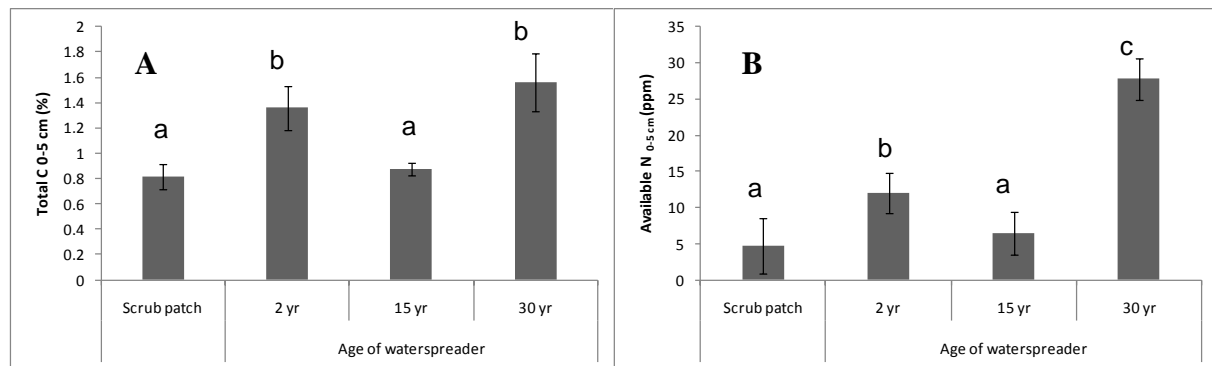 A
Total C 0-5 cm (%)
2
1.8
1.6
1.4
1.2
1
0.8
0.6
0.4
0.2
0
a
b
a
b
Scrub patch
2 yr
15 yr
30 yr
Age of waterspreader
B
Available N 0-5 cm (ppm)
35
30
25
20
15
10
5
0
a
b
a
c
Scrub patch
2 yr
15 yr
30 yr
Age of waterspreader